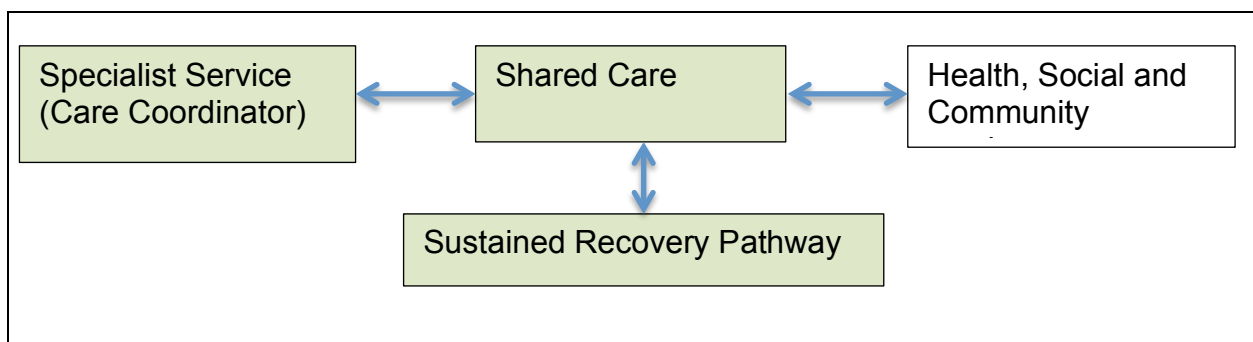 Specialist Service
(Care Coordinator)
Shared Care
Health, Social and
Community
Sustained Recovery Pathway